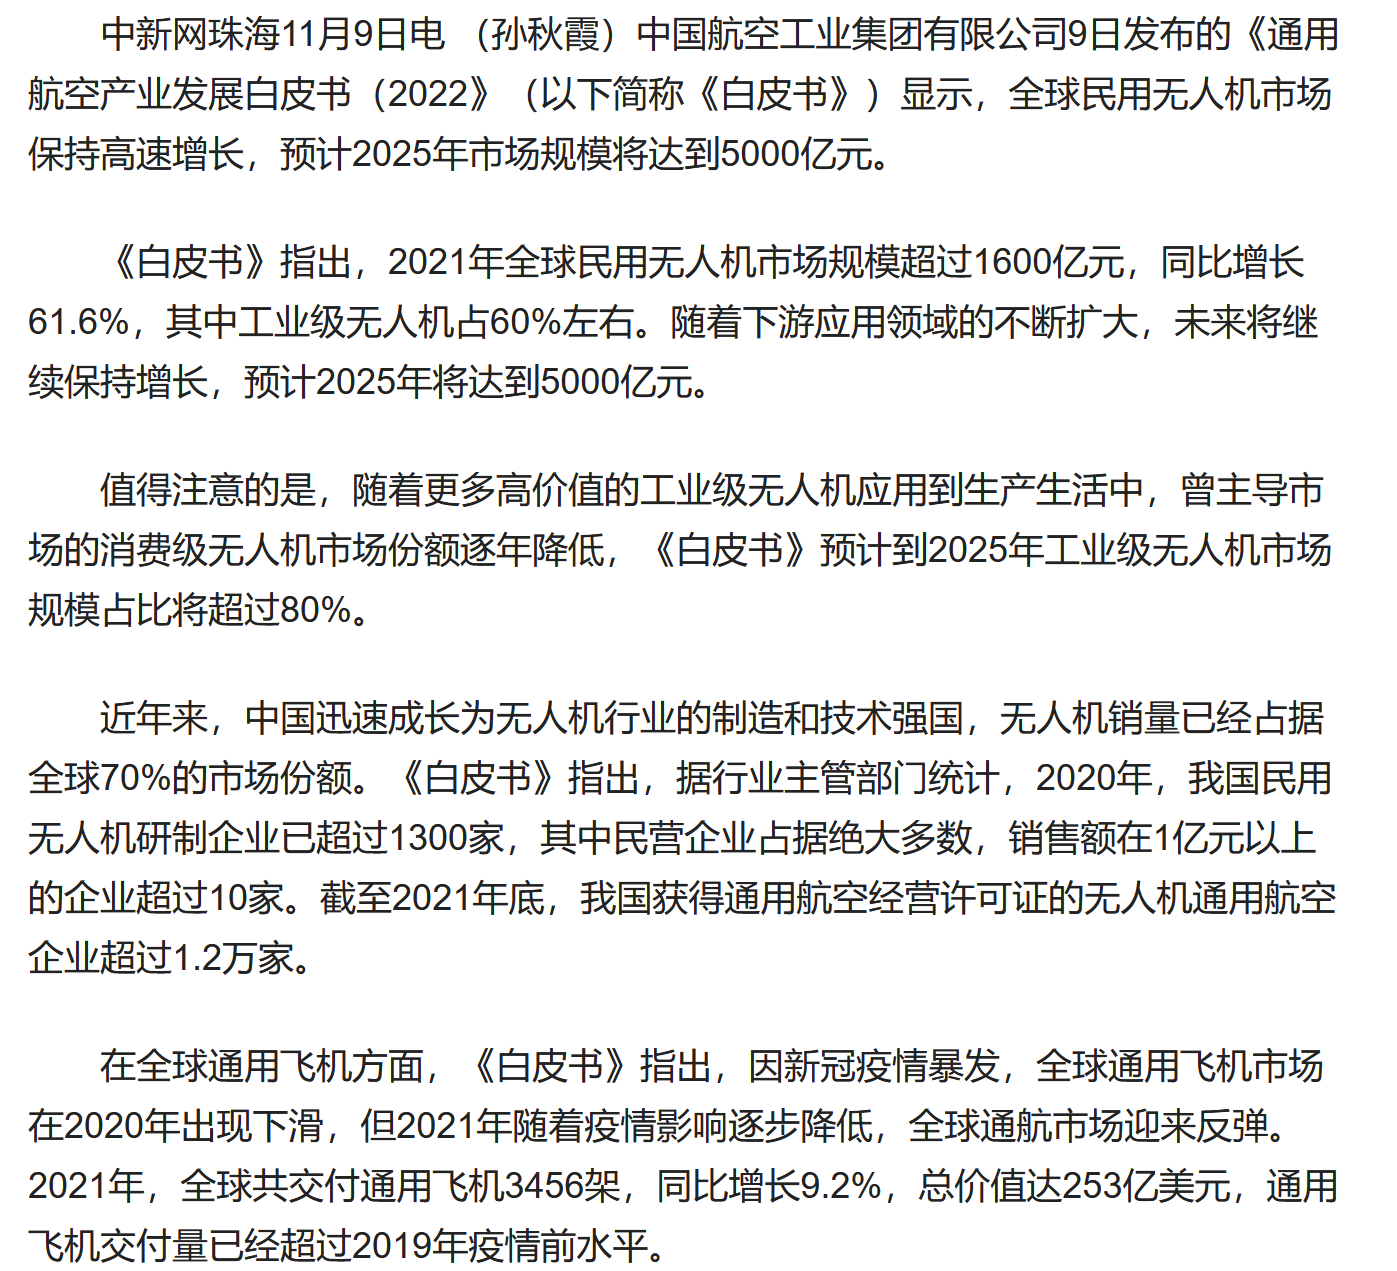 中新网珠海11月9日电 （孙秋霞）中国航空工业集团有限公司9日发布的《通用
航空产业发展白皮书（2022》（以下简称《白皮书》）显示，全球民用无人机市场
保持高速增长，预计2025年市场规模将达到5000亿元。
《白皮书》指出，2021年全球民用无人机市场规模超过1600亿元，同比增长
61.6%，其中工业级无人机占60%左右。随着下游应用领域的不断扩大，未来将继
续保持增长，预计2025年将达到5000亿元。
值得注意的是，随着更多高价值的工业级无人机应用到生产生活中，曾主导市
场的消费级无人机市场份额逐年降低，《白皮书》预计到2025年工业级无人机市场
规模占比将超过80%。
近年来，中国迅速成长为无人机行业的制造和技术强国，无人机销量已经占据
全球70%的市场份额。《白皮书》指出，据行业主管部门统计，2020年，我国民用
无人机研制企业已超过1300家，其中民营企业占据绝大多数，销售额在1亿元以上
的企业超过10家。截至2021年底，我国获得通用航空经营许可证的无人机通用航空
企业超过1.2万家。
在全球通用飞机方面，《白皮书》指出，因新冠疫情暴发，全球通用飞机市场
在2020年出现下滑，但2021年随着疫情影响逐步降低，全球通航市场迎来反弹。
2021年，全球共交付通用飞机3456架，同比增长9.2%，总价值达253亿美元，通用
飞机交付量已经超过2019年疫情前水平。